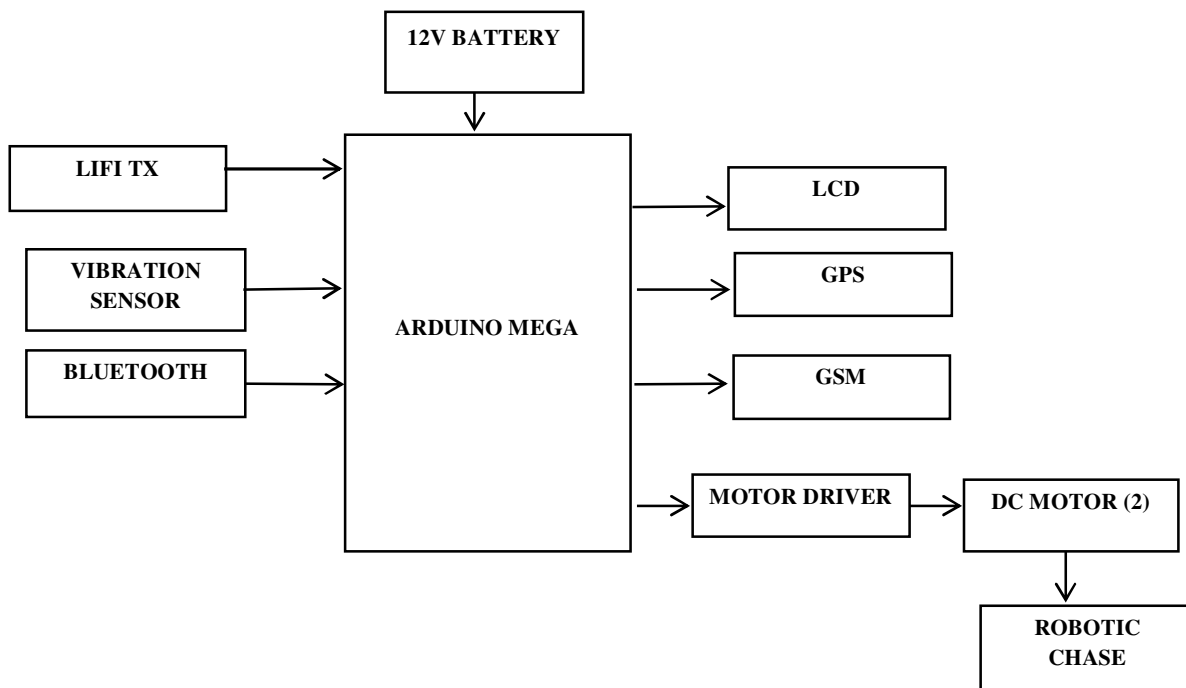 12V BATTERY
LIFI TX
LCD
VIBRATION
SENSOR
GPS
ARDUINO MEGA
BLUETOOTH
GSM
MOTOR DRIVER
DC MOTOR (2)
ROBOTIC
CHASE